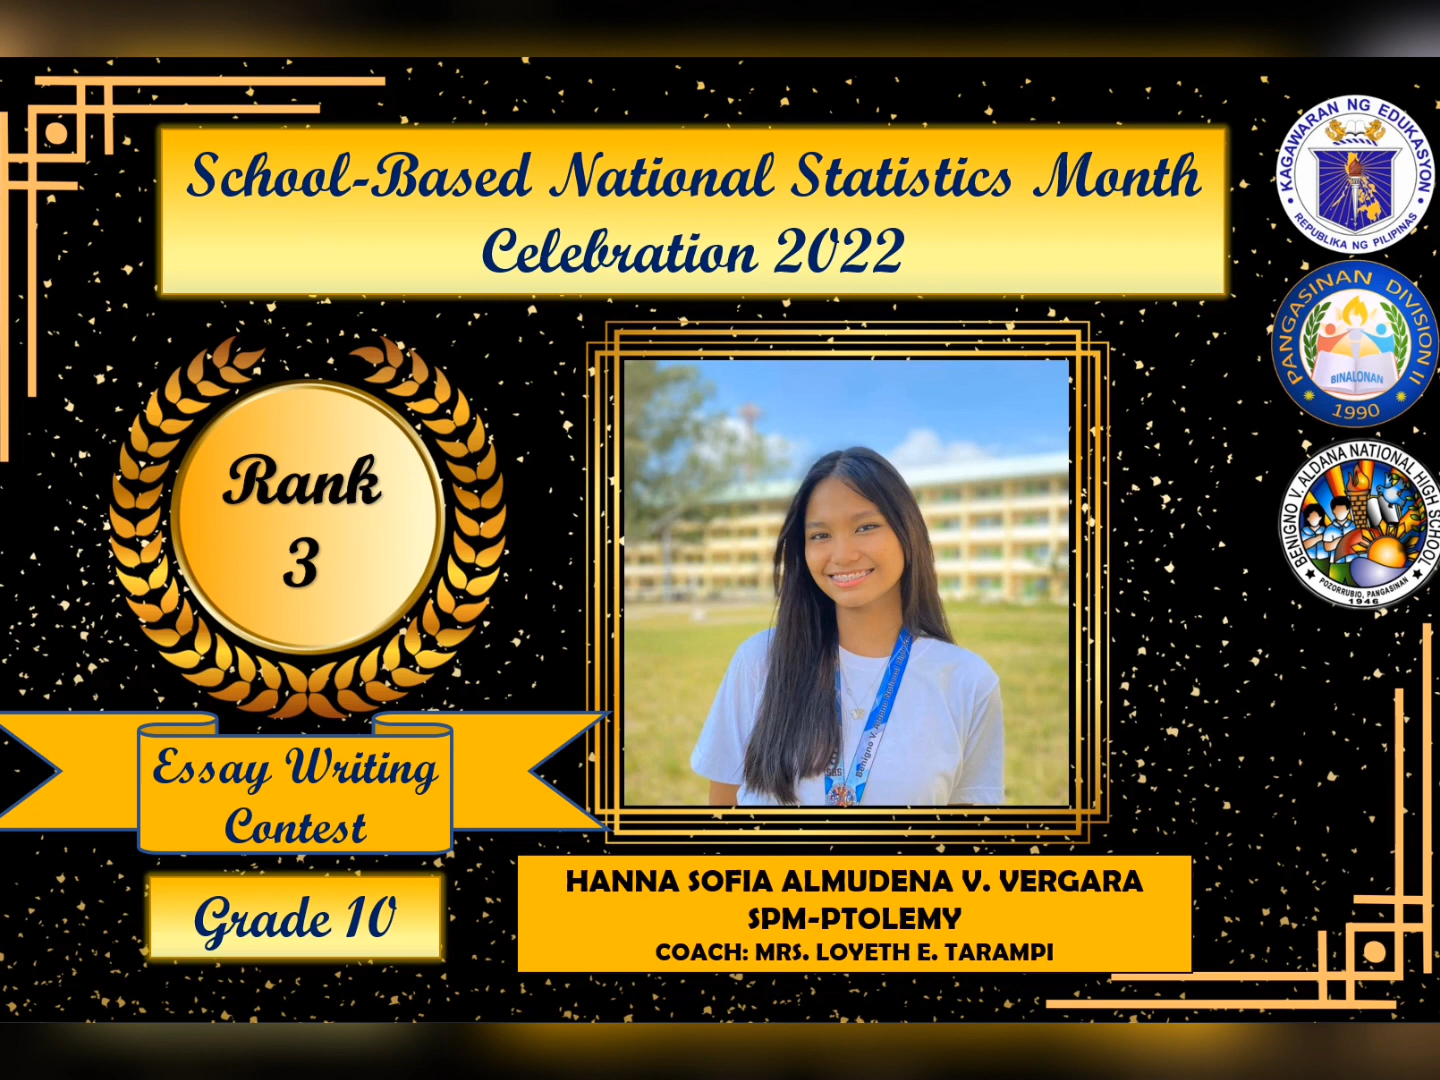 School-Based National Statistics Month
Celebration 2022
KAGAWARAN NG EDUKASYON
REPUBLIKA NG PILIPINAS
PANGASINAN DIVISION II
BINALONAN
1990
BENIGNO V. ALDANA NATIONAL HIGH SCHOOL
POZORRUBIO, PANGASINAN
1946
Rank
3
Essay Writing
Contest
Grade 10
Benigno V.
HANNA SOFIA ALMUDENA V. VERGARA
SPM-PTOLEMY
COACH: MRS. LOYETH E. TARAMPI